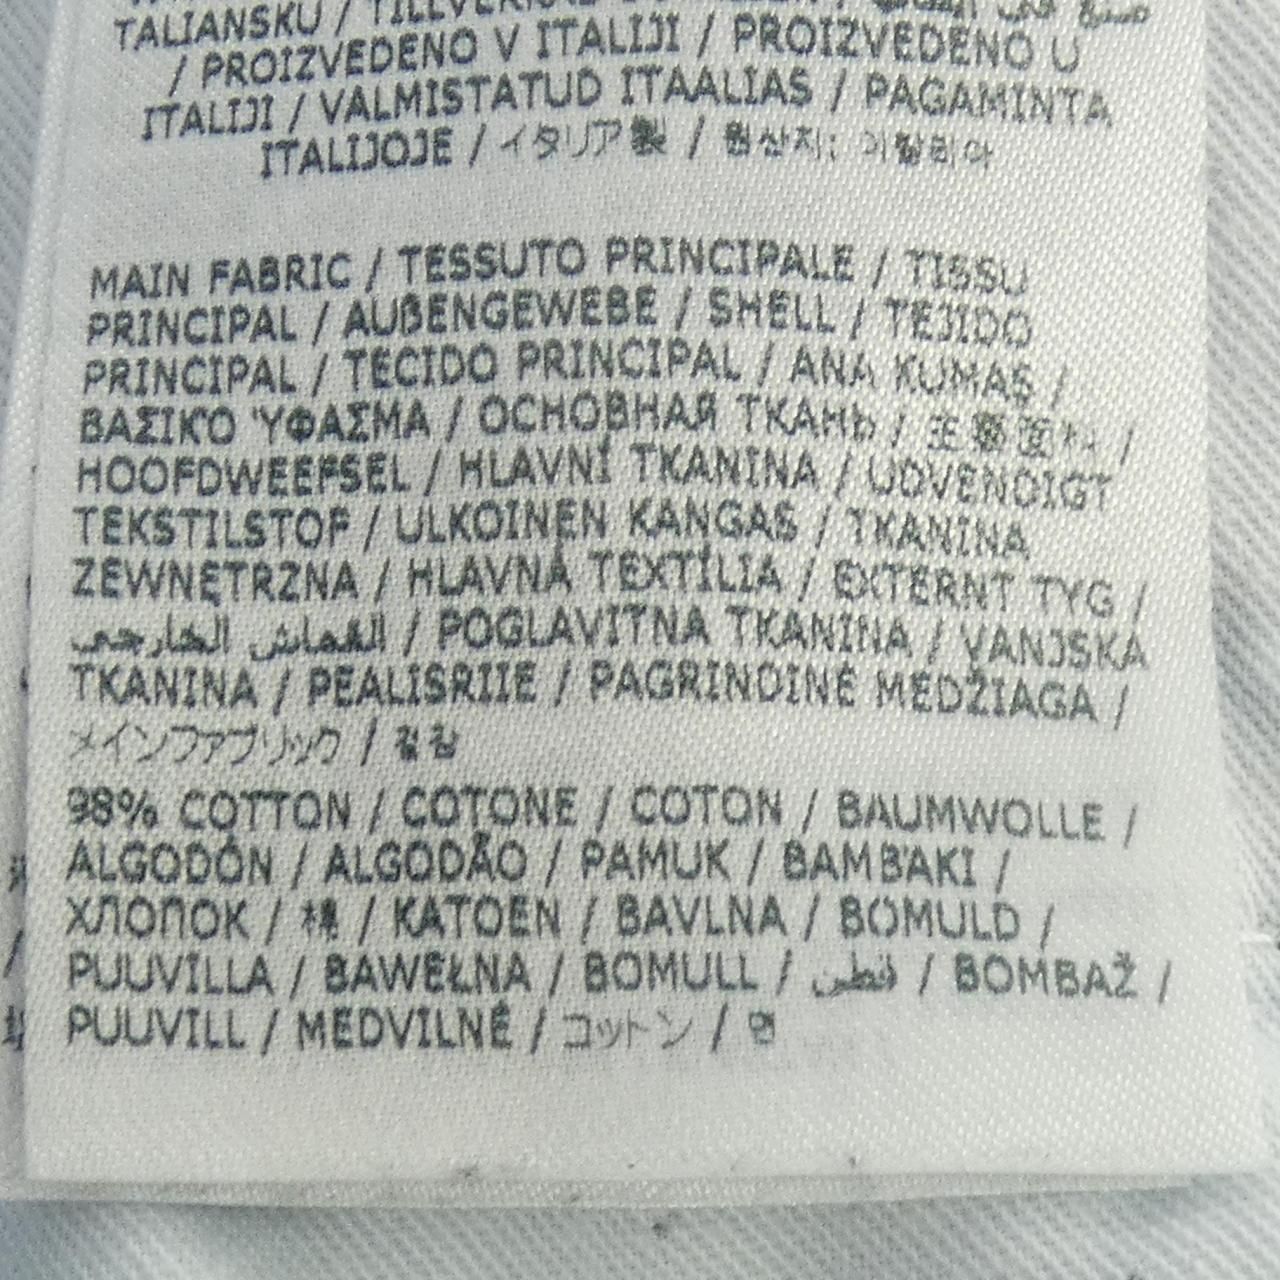 TALIANSKU / TILLVERKAD
/ PROIZVEDENO V ITALIJI / PROIZVEDENO U
ITALIJI / VALMISTATUD ITAALIAS / PAGAMINTA
ITALIJOJE / イタリア製 / 원산지: 이탈리아
MAIN FABRIC / TESSUTO PRINCIPALE / TISSU
PRINCIPAL / AUßENGEWEBE / SHELL / TEJIDO
PRINCIPAL / TECIDO PRINCIPAL / ANA KUMAŞ /
ΒΑΣΙΚΌ ΎΦΑΣΜΑ / ОСНОВНАЯ ТКАНЬ / 主要面料 /
HOOFDWEEFSEL / HLAVNÍ TKANINA / UDVENDIGT
TEKSTILSTOF / ULKOINEN KANGAS / TKANINA
ZEWNĘTRZNA / HLAVNÁ TEXTÍLIA / EXTERNT TYG /
القماش الخارجي / POGLAVITNA TKANINA / VANJSKA
TKANINA / PEALISRIIE / PAGRINDINĖ MEDŽIAGA /
メインファブリック / 겉감
98% COTTON / COTONE / COTON / BAUMWOLLE /
ALGODÓN / ALGODÃO / PAMUK / ΒΑΜΒΆΚΙ /
ХЛОПОК / 棉 / KATOEN / BAVLNA / BOMULD /
PUUVILLA / BAWEŁNA / BOMULL / قطن / BOMBAŽ /
PUUVILL / MEDVILNĖ / コットン / 면